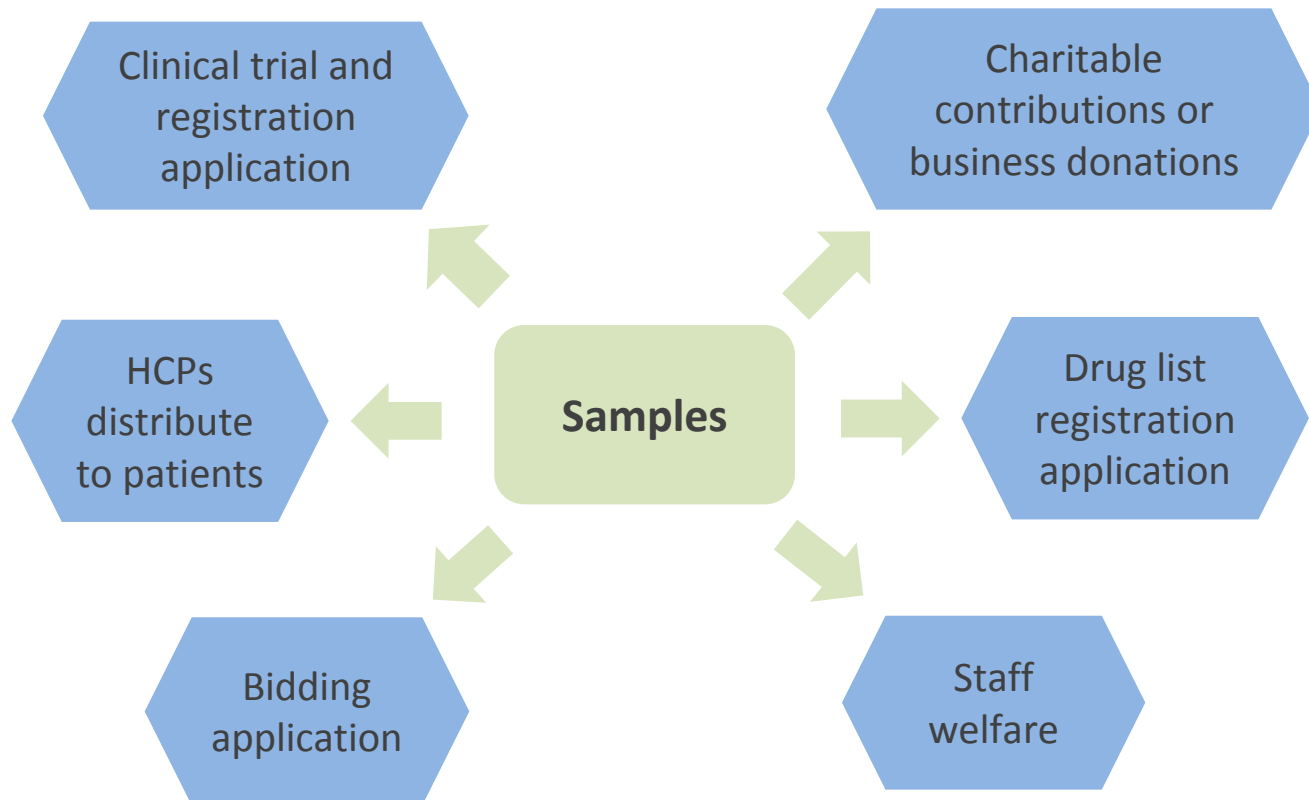 Clinical trial and
registration
application
Charitable
contributions or
business donations
HCPs
distribute
to patients
Samples
Drug list
registration
application
Bidding
application
Staff
welfare